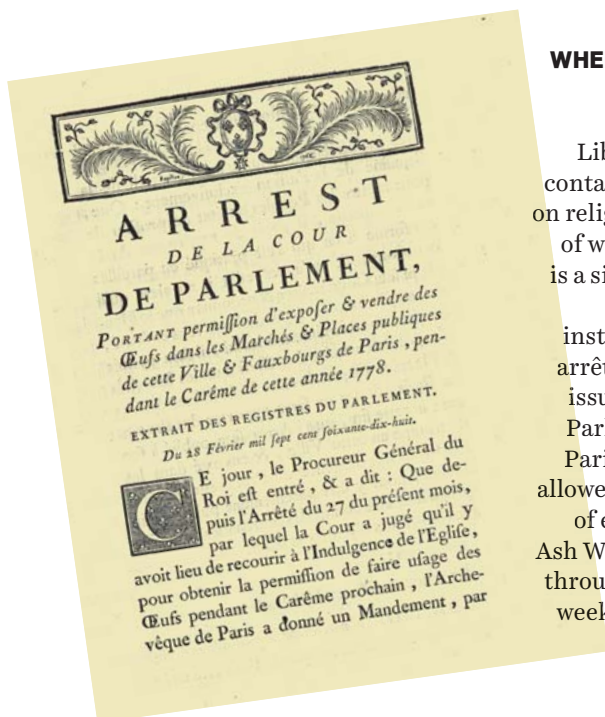 ARREST
DE LA COUR
DE PARLEMENT,
PORTANT permiſſion d'expoſer & vendre des
Œufs dans les Marchés & Places publiques
de cette Ville & Fauxbourgs de Paris, pen-
dant le Carême de cette année 1778.
EXTRAIT DES REGISTRES DU PARLEMENT.
Du 28 Février mil ſept cent ſoixante-dix-huit.
CE jour, le Procureur Général du
Roi eſt entré, & a dit : Que de-
puis l'Arrêté du 27 du préſent mois,
par lequel la Cour a jugé qu'il y
avoit lieu de recourir à l'Indulgence de l'Egliſe,
pour obtenir la permiſſion de faire uſage des
Œufs pendant le Carême prochain, l'Arche-
vêque de Paris a donné un Mandement, par
WHE
Lib
conta
on relig
of w
is a si
inst
arrêt
issu
Par
Pari
allowe
of e
Ash W
throu
week